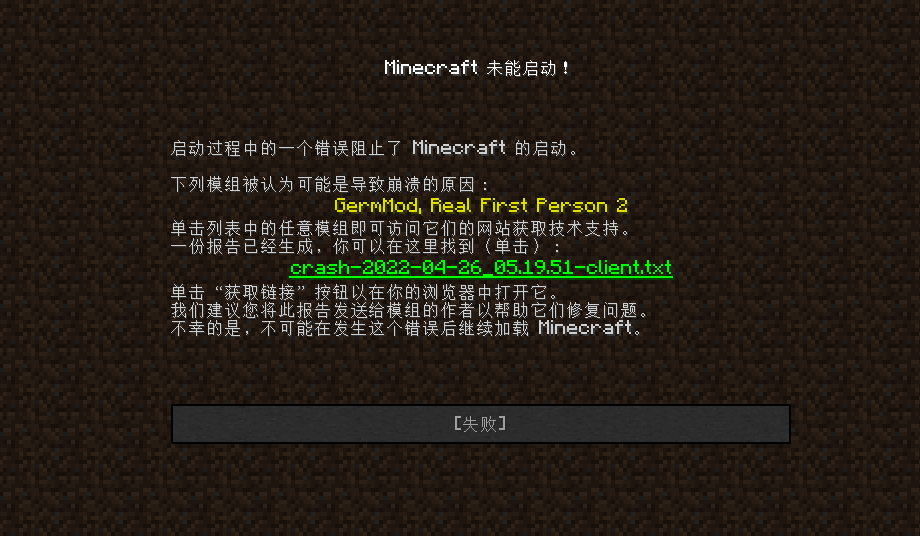 Minecraft 未能启动！
启动过程中的一个错误阻止了 Minecraft 的启动。
下列模组被认为可能是导致崩溃的原因：
GermMod, Real First Person 2
单击列表中的任意模组即可访问它们的网站获取技术支持。
一份报告已经生成，你可以在这里找到（单击）：
crash-2022-04-26_05.19.51-client.txt
单击“获取链接”按钮以在你的浏览器中打开它。
我们建议您将此报告发送给模组的作者以帮助它们修复问题。
不幸的是，不可能在发生这个错误后继续加载 Minecraft。
[失败]